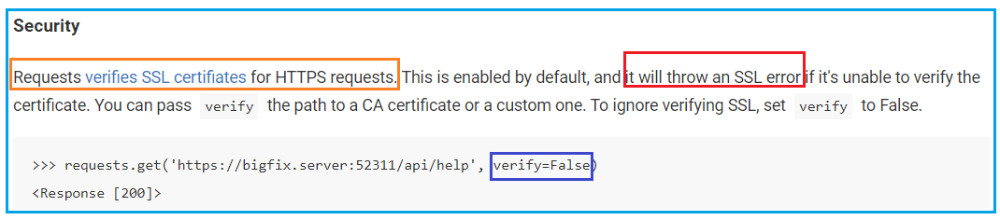 Security
Requests verifies SSL certifiates for HTTPS requests. This is enabled by default, and it will throw an SSL error if it's unable to verify the
certificate. You can pass verify the path to a CA certificate or a custom one. To ignore verifying SSL, set verify to False.
>>> requests.get('https://bigfix.server:52311/api/help', verify=False)
<Response [200]>